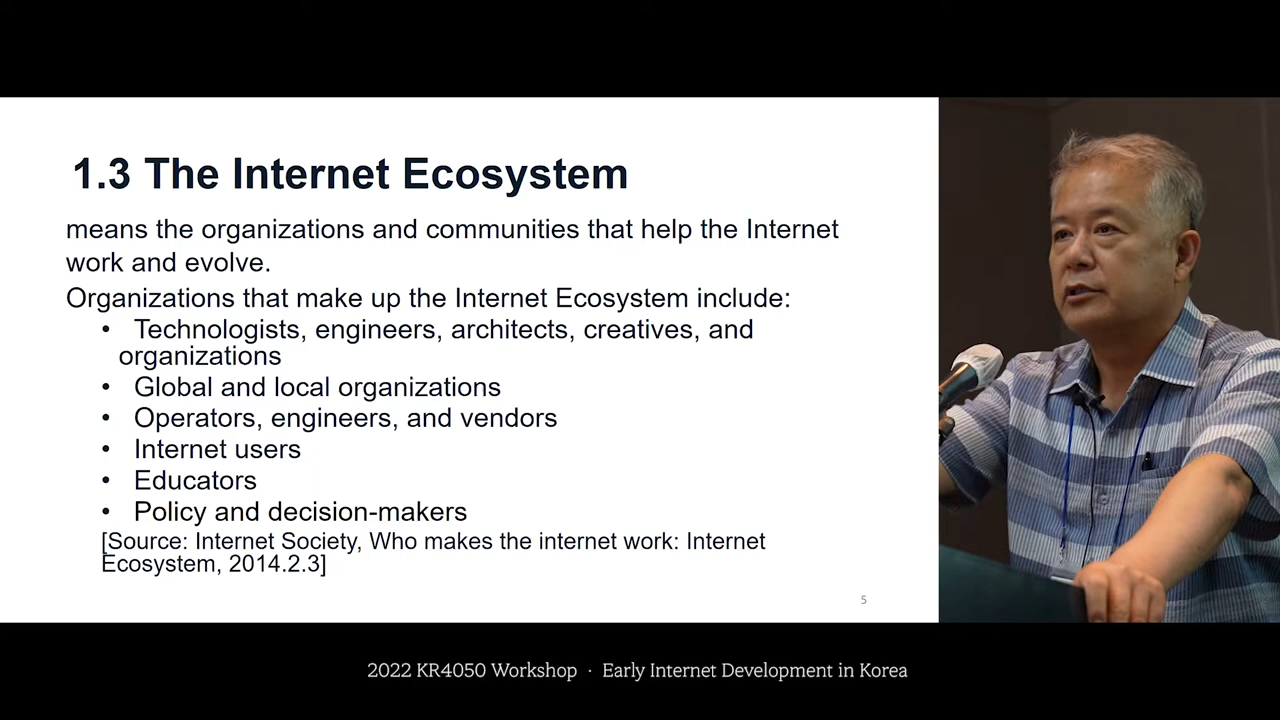 1.3 The Internet Ecosystem
means the organizations and communities that help the Internet
work and evolve.
Organizations that make up the Internet Ecosystem include:
• Technologists, engineers, architects, creatives, and
organizations
• Global and local organizations
• Operators, engineers, and vendors
• Internet users
• Educators
• Policy and decision-makers
[Source: Internet Society, Who makes the internet work: Internet
Ecosystem, 2014.2.3]
5
2022 KR4050 Workshop · Early Internet Development in Korea